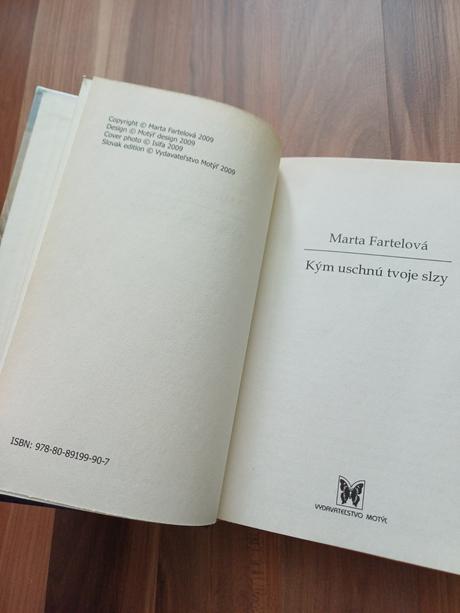 Copyright © Marta Fartelová 2009
Design © Motýľ design 2009
Cover photo © Isifa 2009
Slovak edition © Vydavateľstvo Motýľ 2009
ISBN: 978-80-89199-90-7
Marta Fartelová
Kým uschnú tvoje slzy
VYDAVATEĽSTVO MOTÝĽ